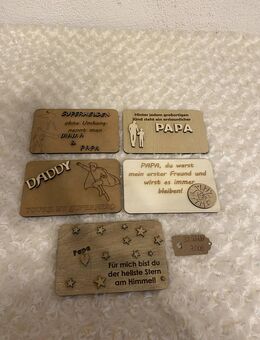 SUPERHELDEN
ohne Umhang
nennt man
& PAPA
Hinter jedem großartigen
Kind steht ein
PAPA
DADDY
PAPA, du warst
mein erster Freund und
wirst es immer
bleiben!
Papa
Für mich bist du
der hellste Stern
am Himmel!